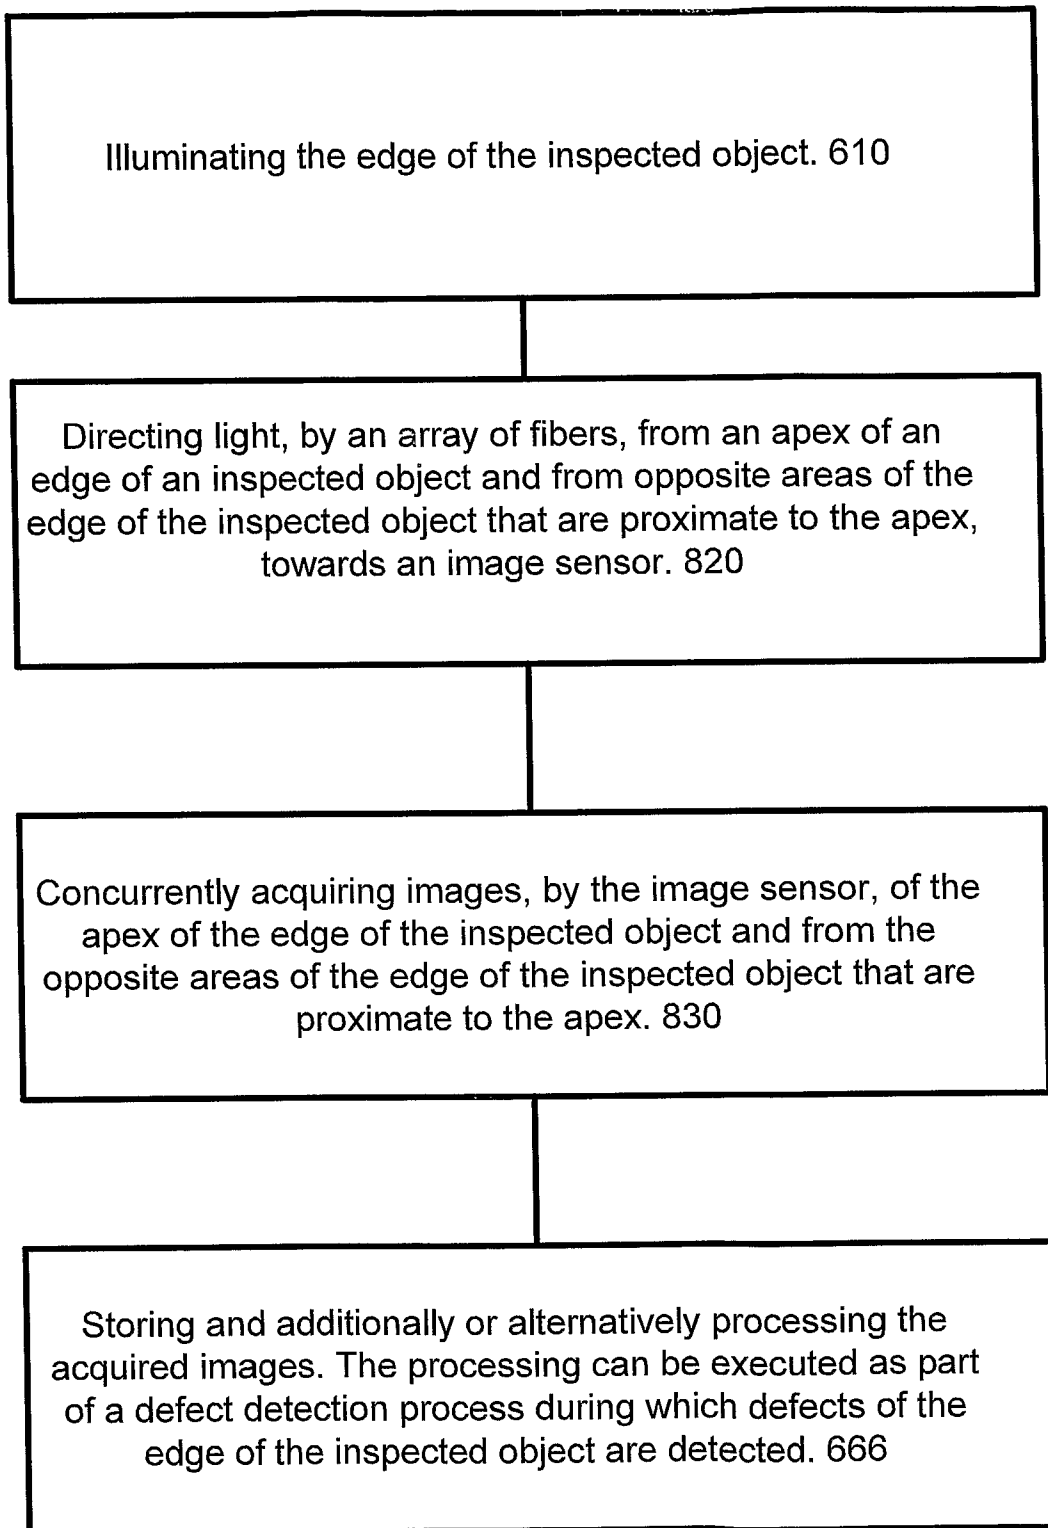 Illuminating the edge of the inspected object. 610
Directing light, by an array of fibers, from an apex of an
edge of an inspected object and from opposite areas of the
edge of the inspected object that are proximate to the apex,
towards an image sensor. 820
Concurrently acquiring images, by the image sensor, of the
apex of the edge of the inspected object and from the
opposite areas of the edge of the inspected object that are
proximate to the apex. 830
Storing and additionally or alternatively processing the
acquired images. The processing can be executed as part
of a defect detection process during which defects of the
edge of the inspected object are detected. 666